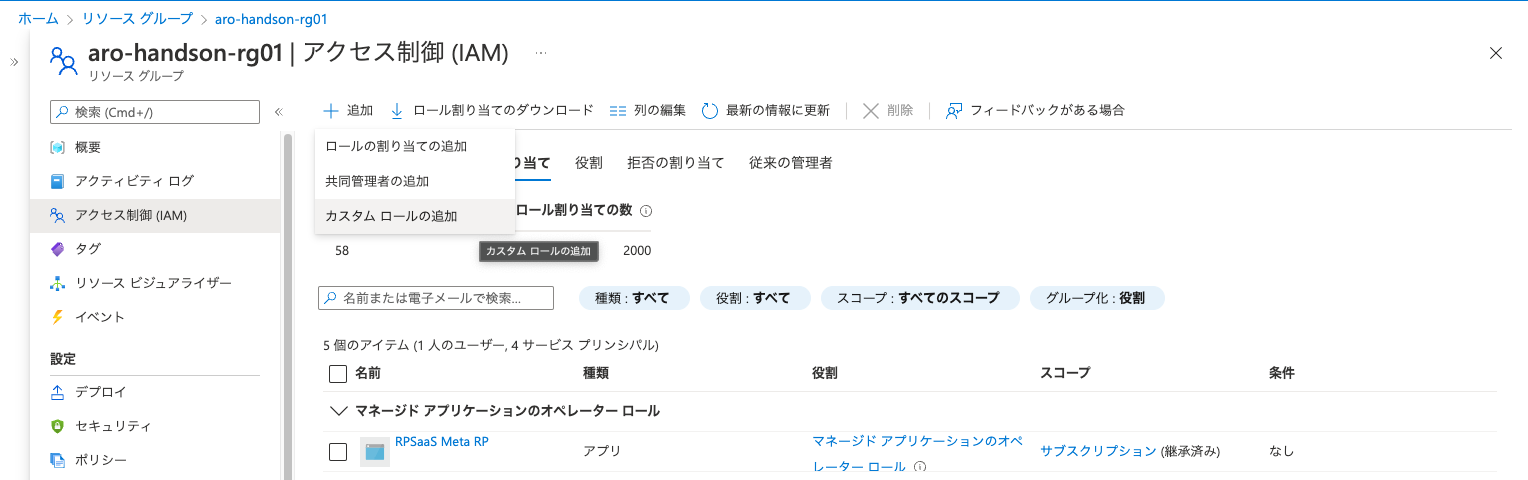 ホーム > リソース グループ > aro-handson-rg01
aro-handson-rg01 | アクセス制御 (IAM) ...
リソース グループ
検索 (Cmd+/)
追加 ロール割り当てのダウンロード 列の編集 最新の情報に更新 削除 フィードバックがある場合
概要
アクティビティ ログ
アクセス制御 (IAM)
タグ
リソース ビジュアライザー
イベント
設定
デプロイ
セキュリティ
ポリシー
ロールの割り当ての追加
共同管理者の追加
カスタム ロールの追加
り当て 役割 拒否の割り当て 従来の管理者
ロール割り当ての数
58 カスタム ロールの追加 2000
名前または電子メールで検索... 種類 : すべて 役割 : すべて スコープ : すべてのスコープ グループ化 : 役割
5 個のアイテム (1 人のユーザー, 4 サービス プリンシパル)
名前 種類 役割 スコープ 条件
マネージド アプリケーションのオペレーター ロール
RPSaaS Meta RP アプリ マネージド アプリケーションのオペ サブスクリプション (継承済み) なし
レーター ロール